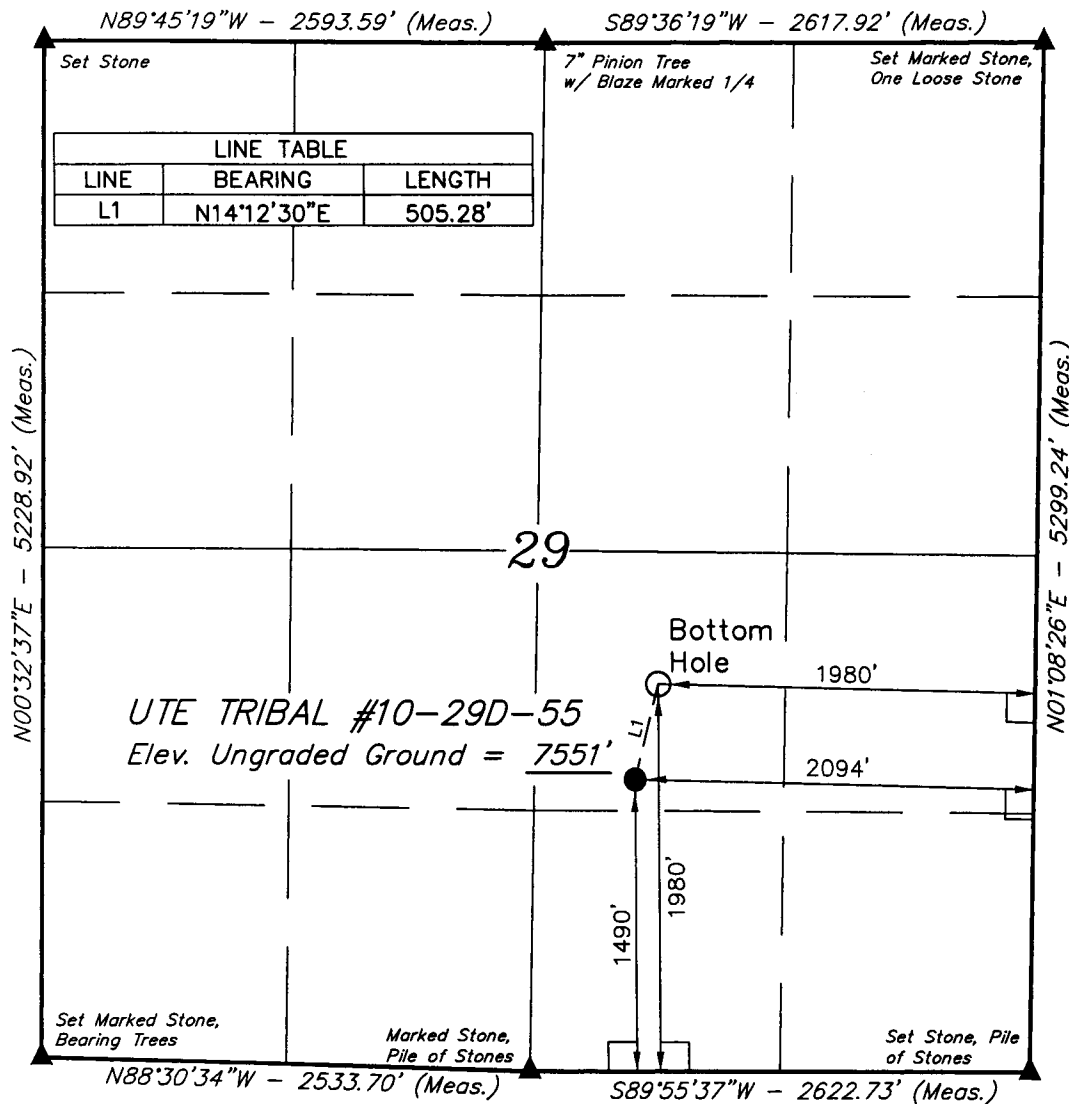 N89°45'19"W - 2593.59' (Meas.)
S89°36'19"W - 2617.92' (Meas.)
Set Stone
7" Pinion Tree
w/ Blaze Marked 1/4
Set Marked Stone,
One Loose Stone
LINE TABLE
LINE BEARING LENGTH
L1 N14°12'30"E 505.28'
N00°32'37"E - 5228.92' (Meas.)
N01°08'26"E - 5299.24' (Meas.)
29
Bottom
Hole
1980'
UTE TRIBAL #10-29D-55
Elev. Ungraded Ground = 7551'
L1
2094'
1490'
1980'
Set Marked Stone,
Bearing Trees
Marked Stone,
Pile of Stones
Set Stone, Pile
of Stones
N88°30'34"W - 2533.70' (Meas.)
S89°55'37"W - 2622.73' (Meas.)